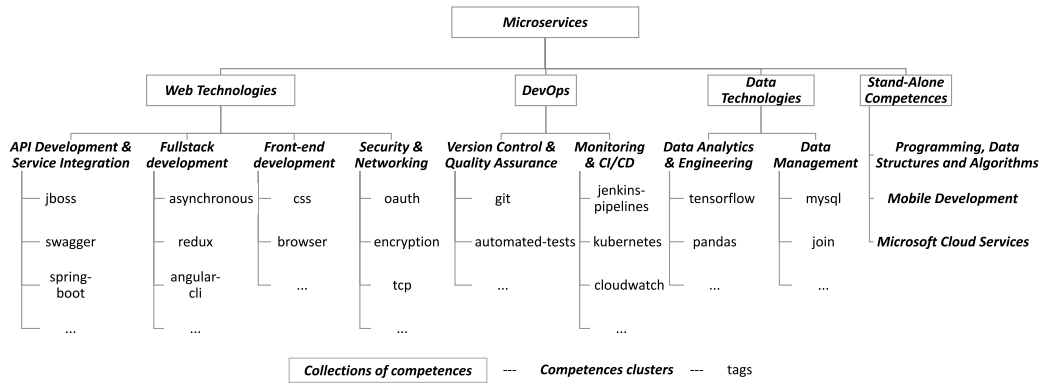 Microservices
Web Technologies
DevOps
Data
Technologies
Stand-Alone
Competences
API Development &
Service Integration
jboss
swagger
spring-
boot
...
Fullstack
development
asynchronous
redux
angular-
cli
...
Front-end
development
css
browser
...
Security &
Networking
oauth
encryption
tcp
...
Version Control &
Quality Assurance
git
automated-tests
...
Monitoring
& CI/CD
jenkins-
pipelines
kubernetes
cloudwatch
...
Data Analytics
& Engineering
tensorflow
pandas
...
Data
Management
mysql
join
...
Programming, Data
Structures and Algorithms
Mobile Development
Microsoft Cloud Services
Collections of competences --- Competences clusters --- tags